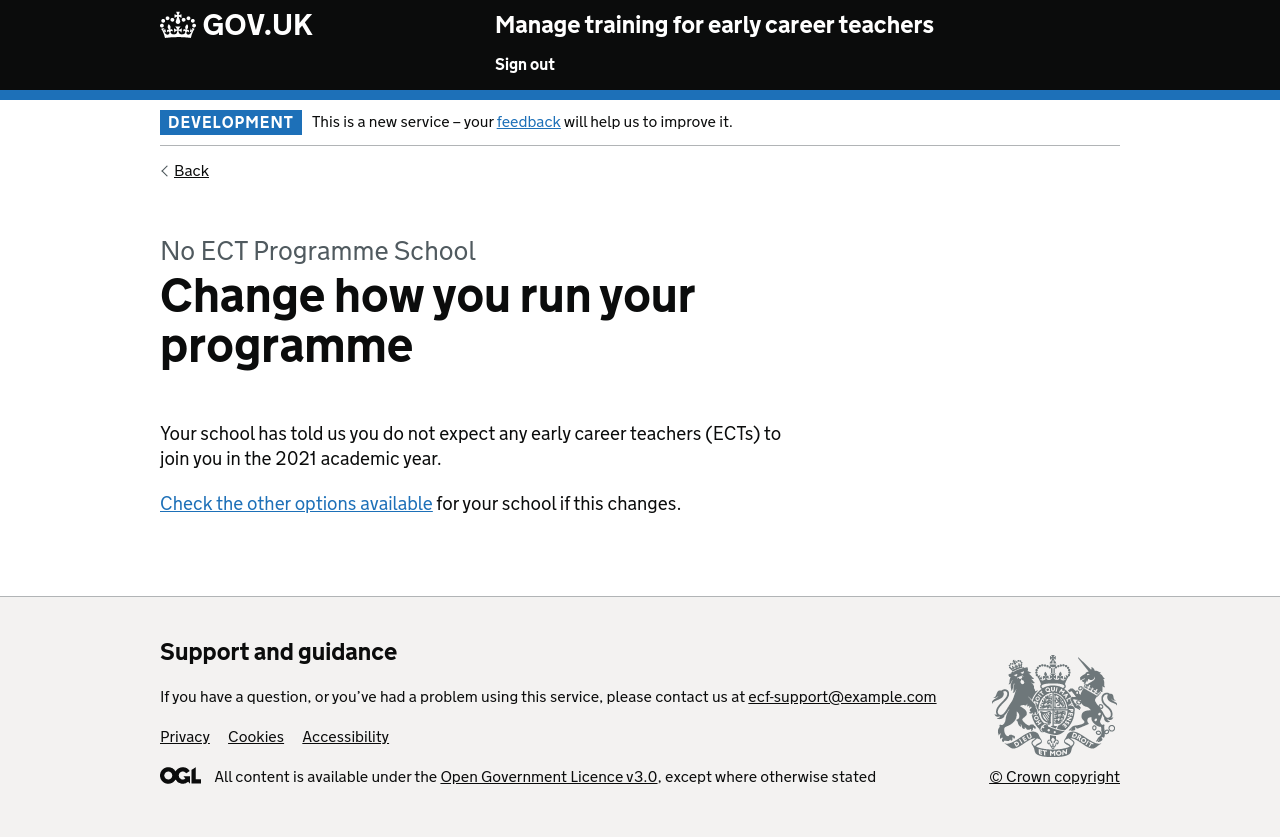 GOV.UK
Manage training for early career teachers
Sign out
DEVELOPMENT This is a new service – your feedback will help us to improve it.
Back
No ECT Programme School
Change how you run your
programme
Your school has told us you do not expect any early career teachers (ECTs) to
join you in the 2021 academic year.
Check the other options available for your school if this changes.
Support and guidance
If you have a question, or you’ve had a problem using this service, please contact us at ecf-support@example.com
Privacy Cookies Accessibility
OGL All content is available under the Open Government Licence v3.0, except where otherwise stated
DIEU ET MON DROIT
© Crown copyright